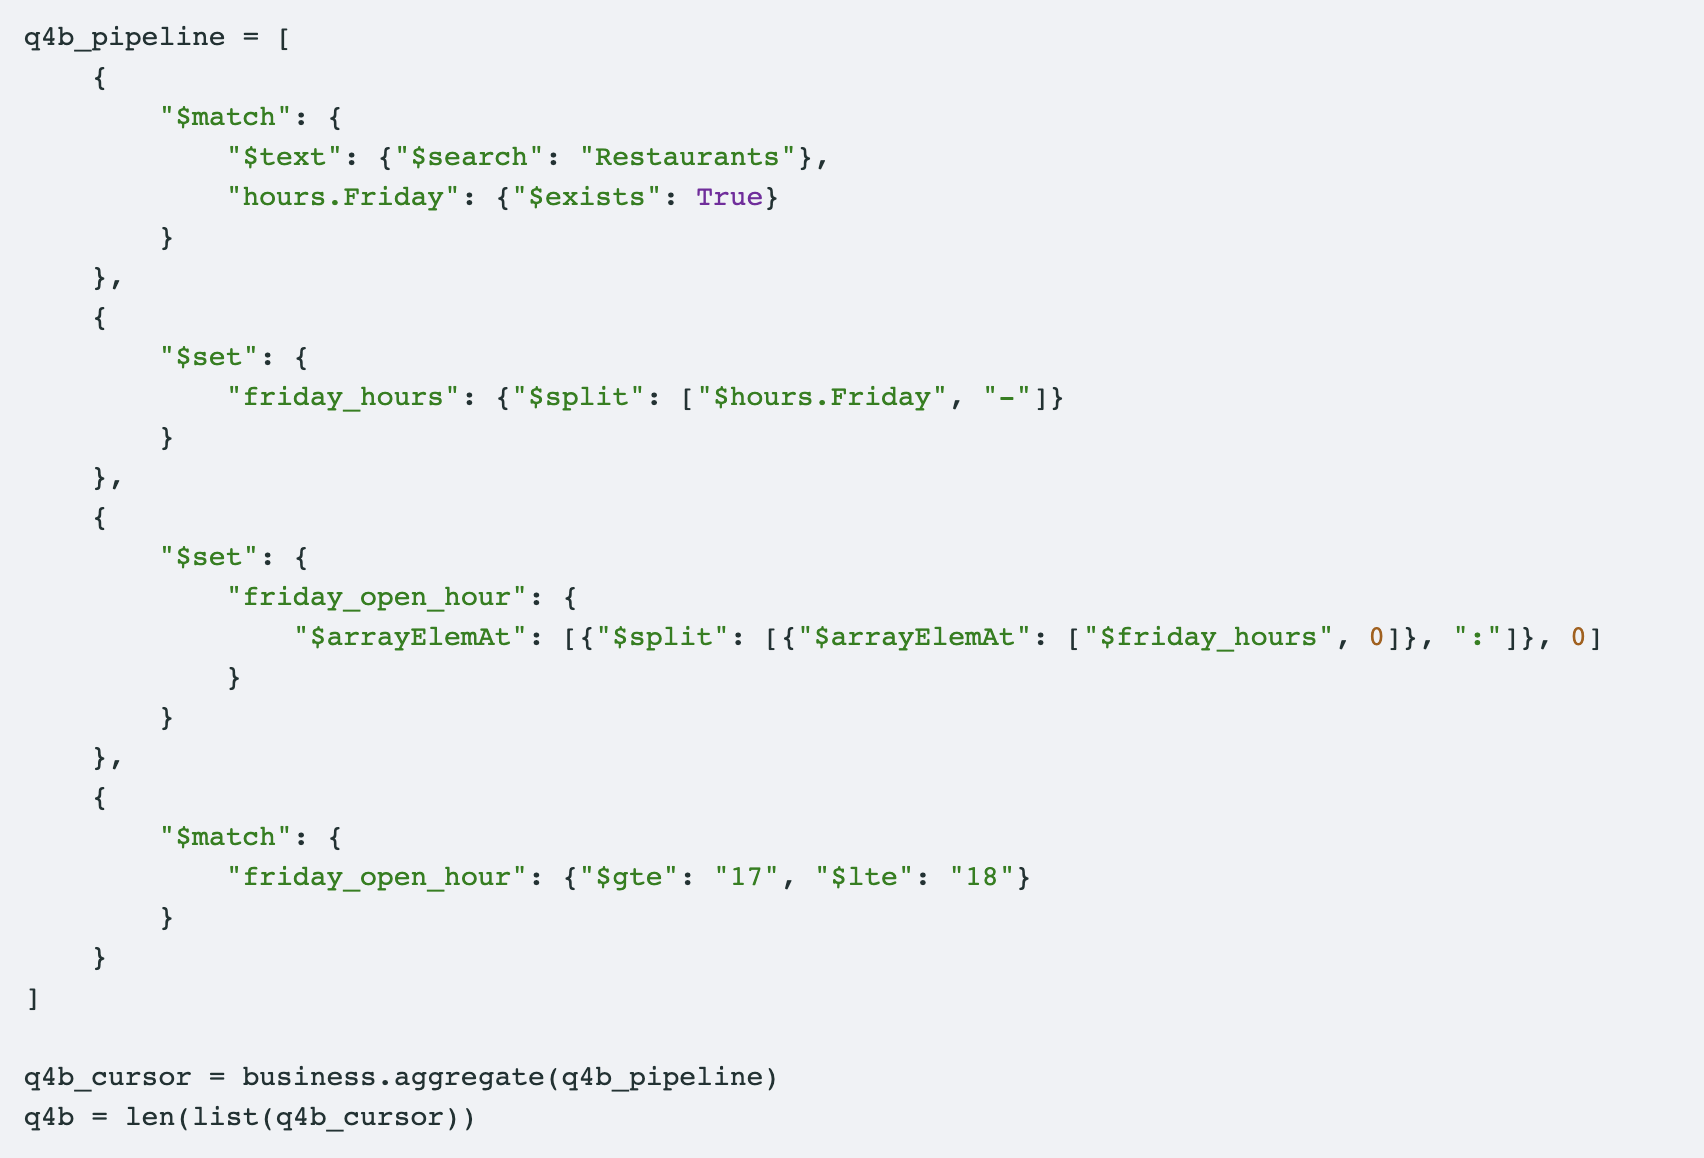 q4b_pipeline = [
    {
        "$match": {
            "$text": {"$search": "Restaurants"},
            "hours.Friday": {"$exists": True}
        }
    },
    {
        "$set": {
            "friday_hours": {"$split": ["$hours.Friday", "-"]}
        }
    },
    {
        "$set": {
            "friday_open_hour": {
                "$arrayElemAt": [{"$split": [{"$arrayElemAt": ["$friday_hours", 0]}, ":"]}, 0]
            }
        }
    },
    {
        "$match": {
            "friday_open_hour": {"$gte": "17", "$lte": "18"}
        }
    }
]

q4b_cursor = business.aggregate(q4b_pipeline)
q4b = len(list(q4b_cursor))